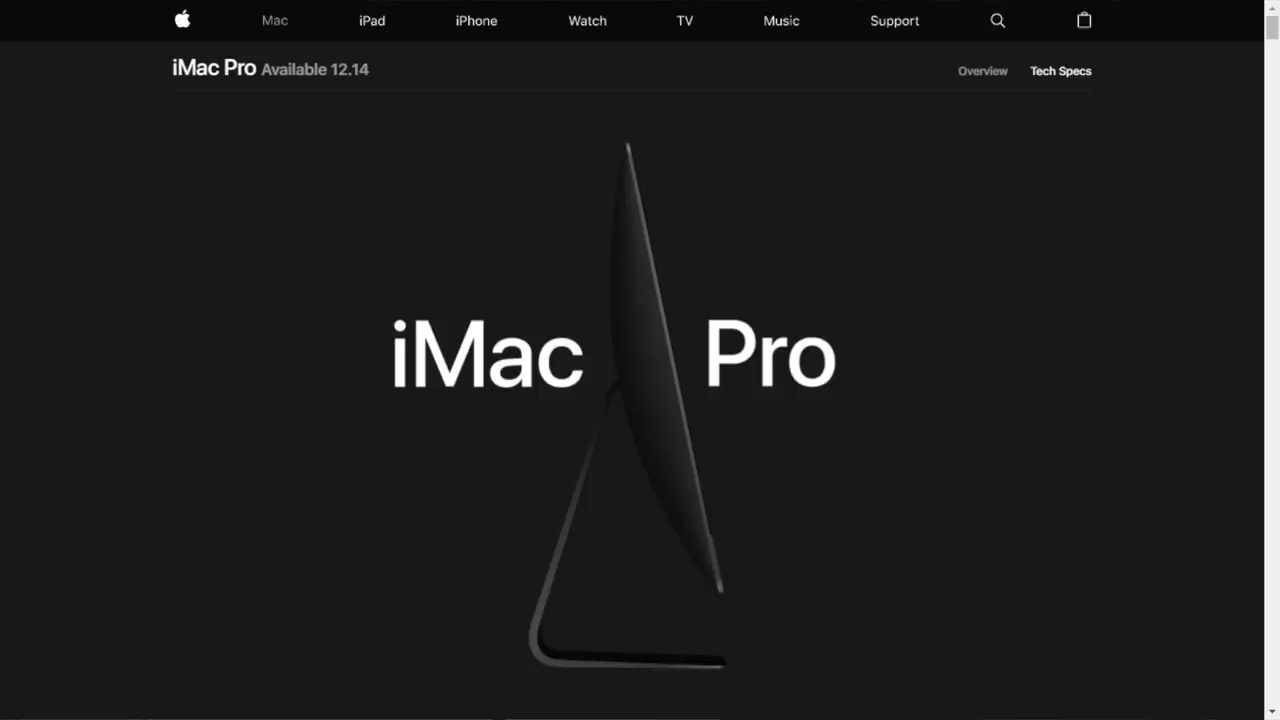 Mac iPad iPhone Watch TV Music Support
iMac Pro Available 12.14 Overview Tech Specs
iMac Pro